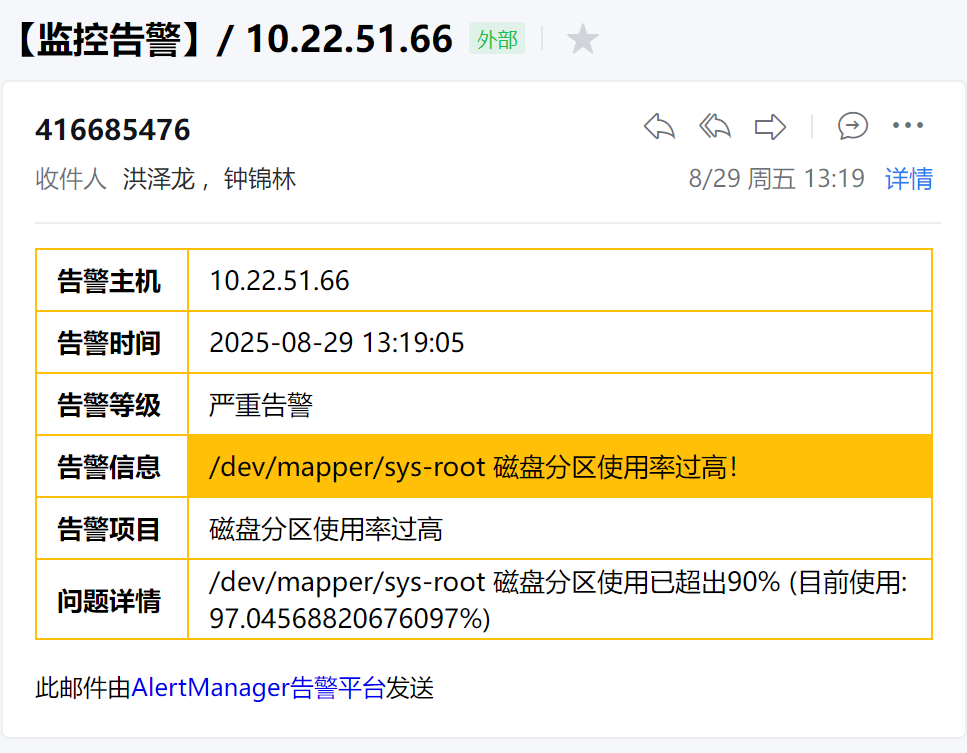 【监控告警】/ 10.22.51.66 外部
416685476
收件人 洪泽龙，钟锦林 8/29 周五 13:19 详情
告警主机 10.22.51.66
告警时间 2025-08-29 13:19:05
告警等级 严重告警
告警信息 /dev/mapper/sys-root 磁盘分区使用率过高！
告警项目 磁盘分区使用率过高
问题详情 /dev/mapper/sys-root 磁盘分区使用已超出90% (目前使用:
97.04568820676097%)
此邮件由AlertManager告警平台发送